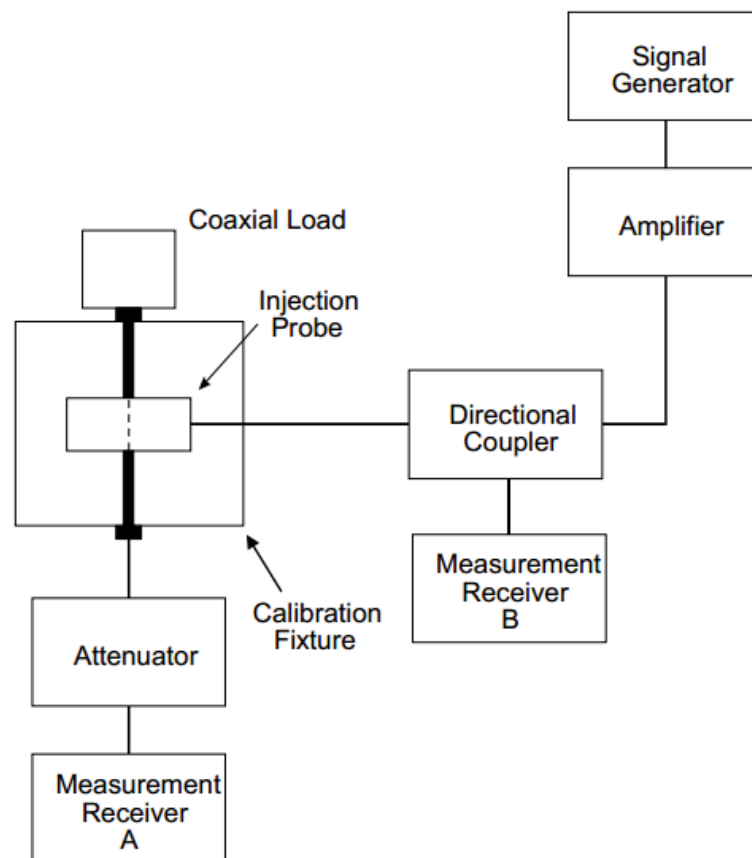 Signal
Generator
Amplifier
Coaxial Load
Injection
Probe
Directional
Coupler
Measurement
Receiver
B
Calibration
Fixture
Attenuator
Measurement
Receiver
A